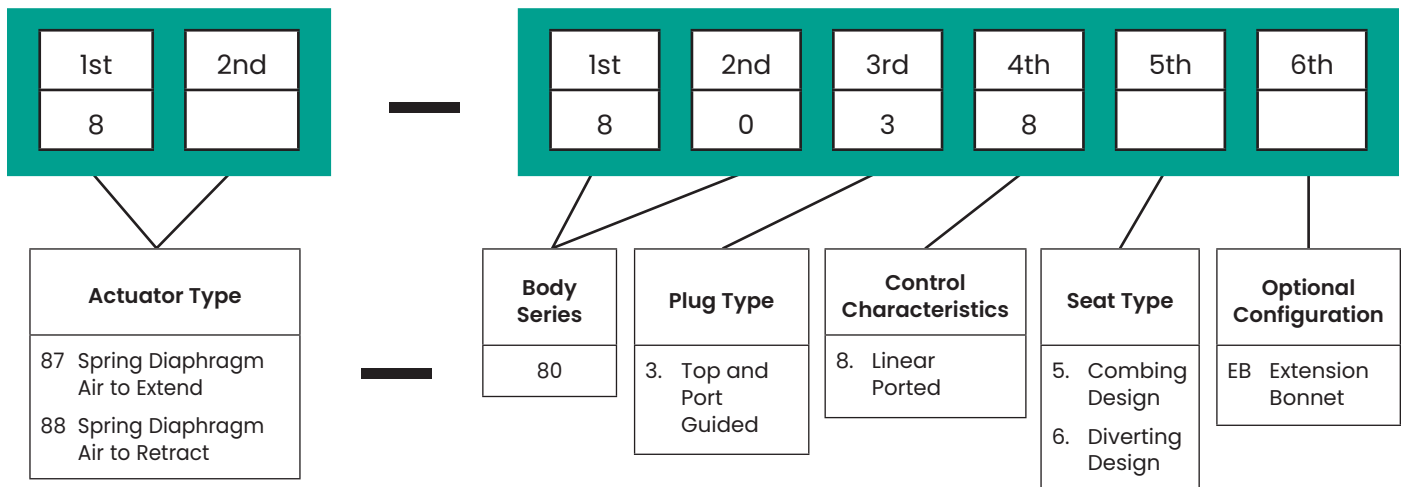 1st 2nd 1st 2nd 3rd 4th 5th 6th
8 8 0 3 8
Actuator Type
87 Spring Diaphragm
Air to Extend
88 Spring Diaphragm
Air to Retract
Body
Series
80
Plug Type
3. Top and
Port
Guided
Control
Characteristics
8. Linear
Ported
Seat Type
5. Combing
Design
6. Diverting
Design
Optional
Configuration
EB Extension
Bonnet